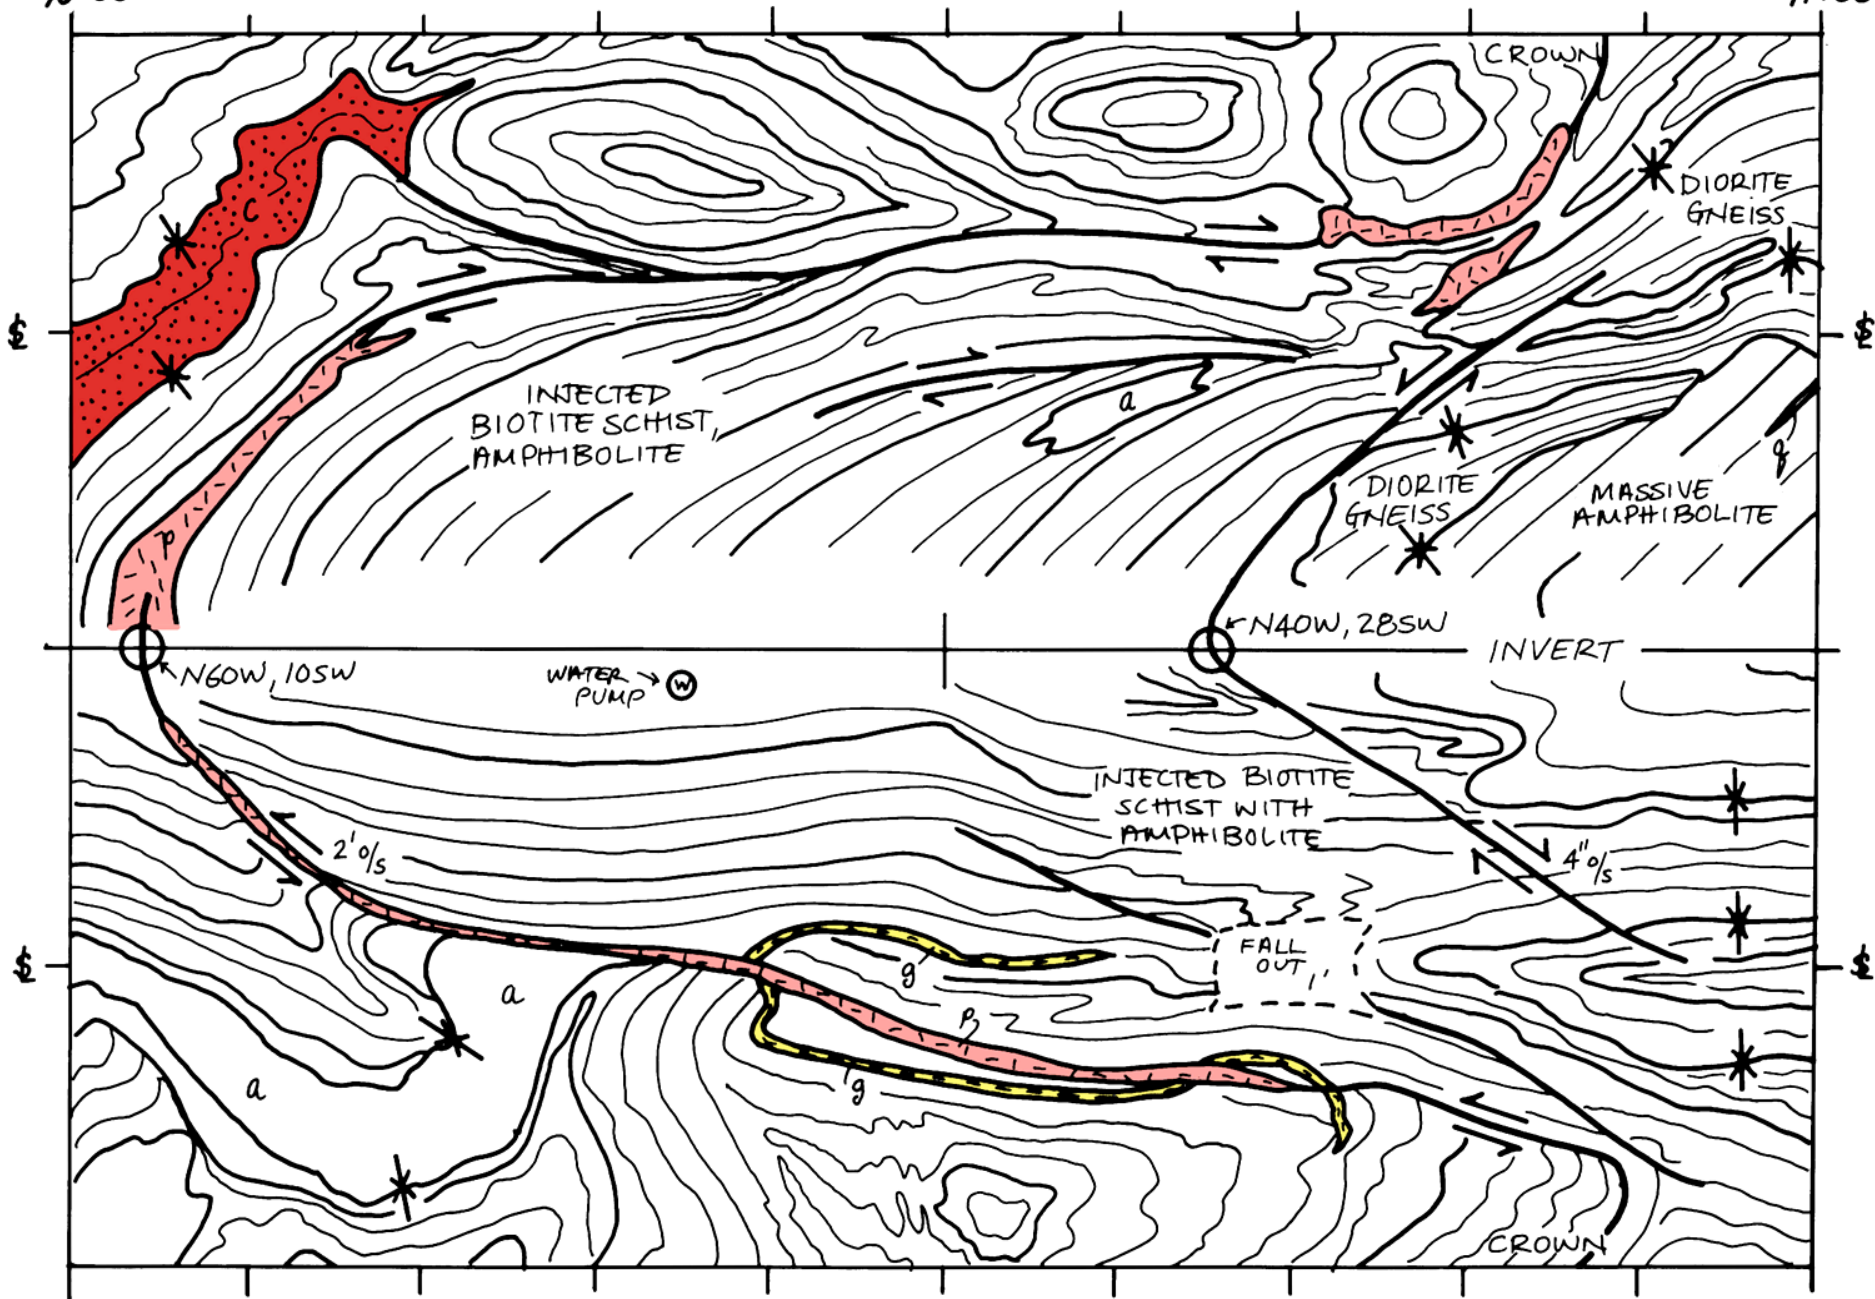 CROWN
DIORITE
GNEISS
C
℄
℄
INJECTED
BIOTITE SCHIST,
AMPHIBOLITE
a
g
DIORITE
GNEISS
MASSIVE
AMPHIBOLITE
p
N40W, 28SW
INVERT
N60W, 10SW
WATER
PUMP
W
INJECTED BIOTITE
SCHIST WITH
AMPHIBOLITE
2' o/s
4" o/s
FALL
OUT
g
℄
℄
a
p
a
g
CROWN